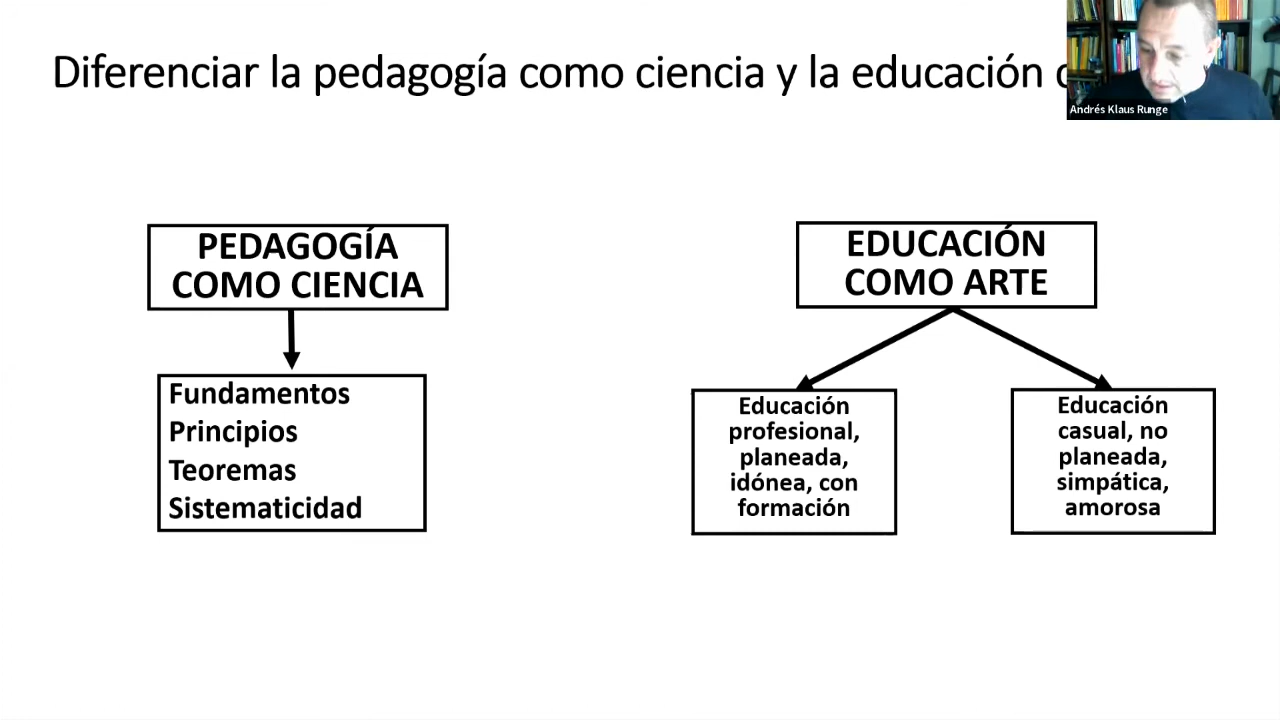 Diferenciar la pedagogía como ciencia y la educación
Andrés Klaus Runge
PEDAGOGÍA
COMO CIENCIA
Fundamentos
Principios
Teoremas
Sistematicidad
EDUCACIÓN
COMO ARTE
Educación
profesional,
planeada,
idónea, con
formación
Educación
casual, no
planeada,
simpática,
amorosa